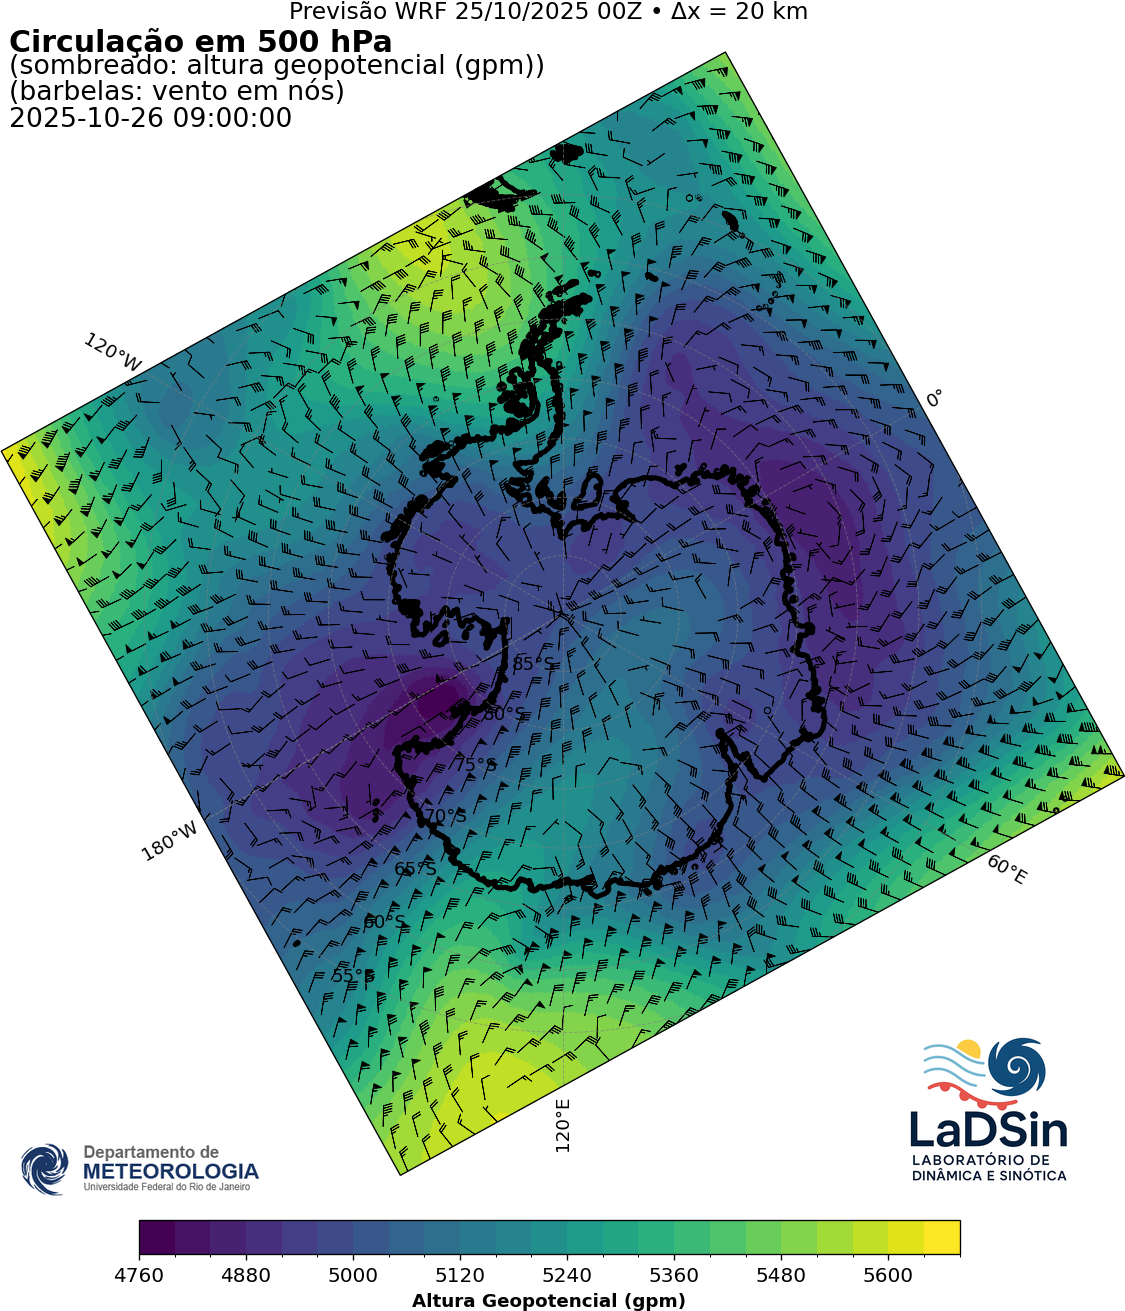 Previsão WRF 25/10/2025 00Z • Δx = 20 km
Circulação em 500 hPa
(sombreado: altura geopotencial (gpm))
(barbelas: vento em nós)
2025-10-26 09:00:00
120°W
0°
85°S
80°S
75°S
70°S
65°S
60°S
55°S
180°W
60°E
120°E
Departamento de
METEOROLOGIA
Universidade Federal do Rio de Janeiro
LaDSin
LABORATÓRIO DE
DINÂMICA E SINÓTICA
4760 4880 5000 5120 5240 5360 5480 5600
Altura Geopotencial (gpm)